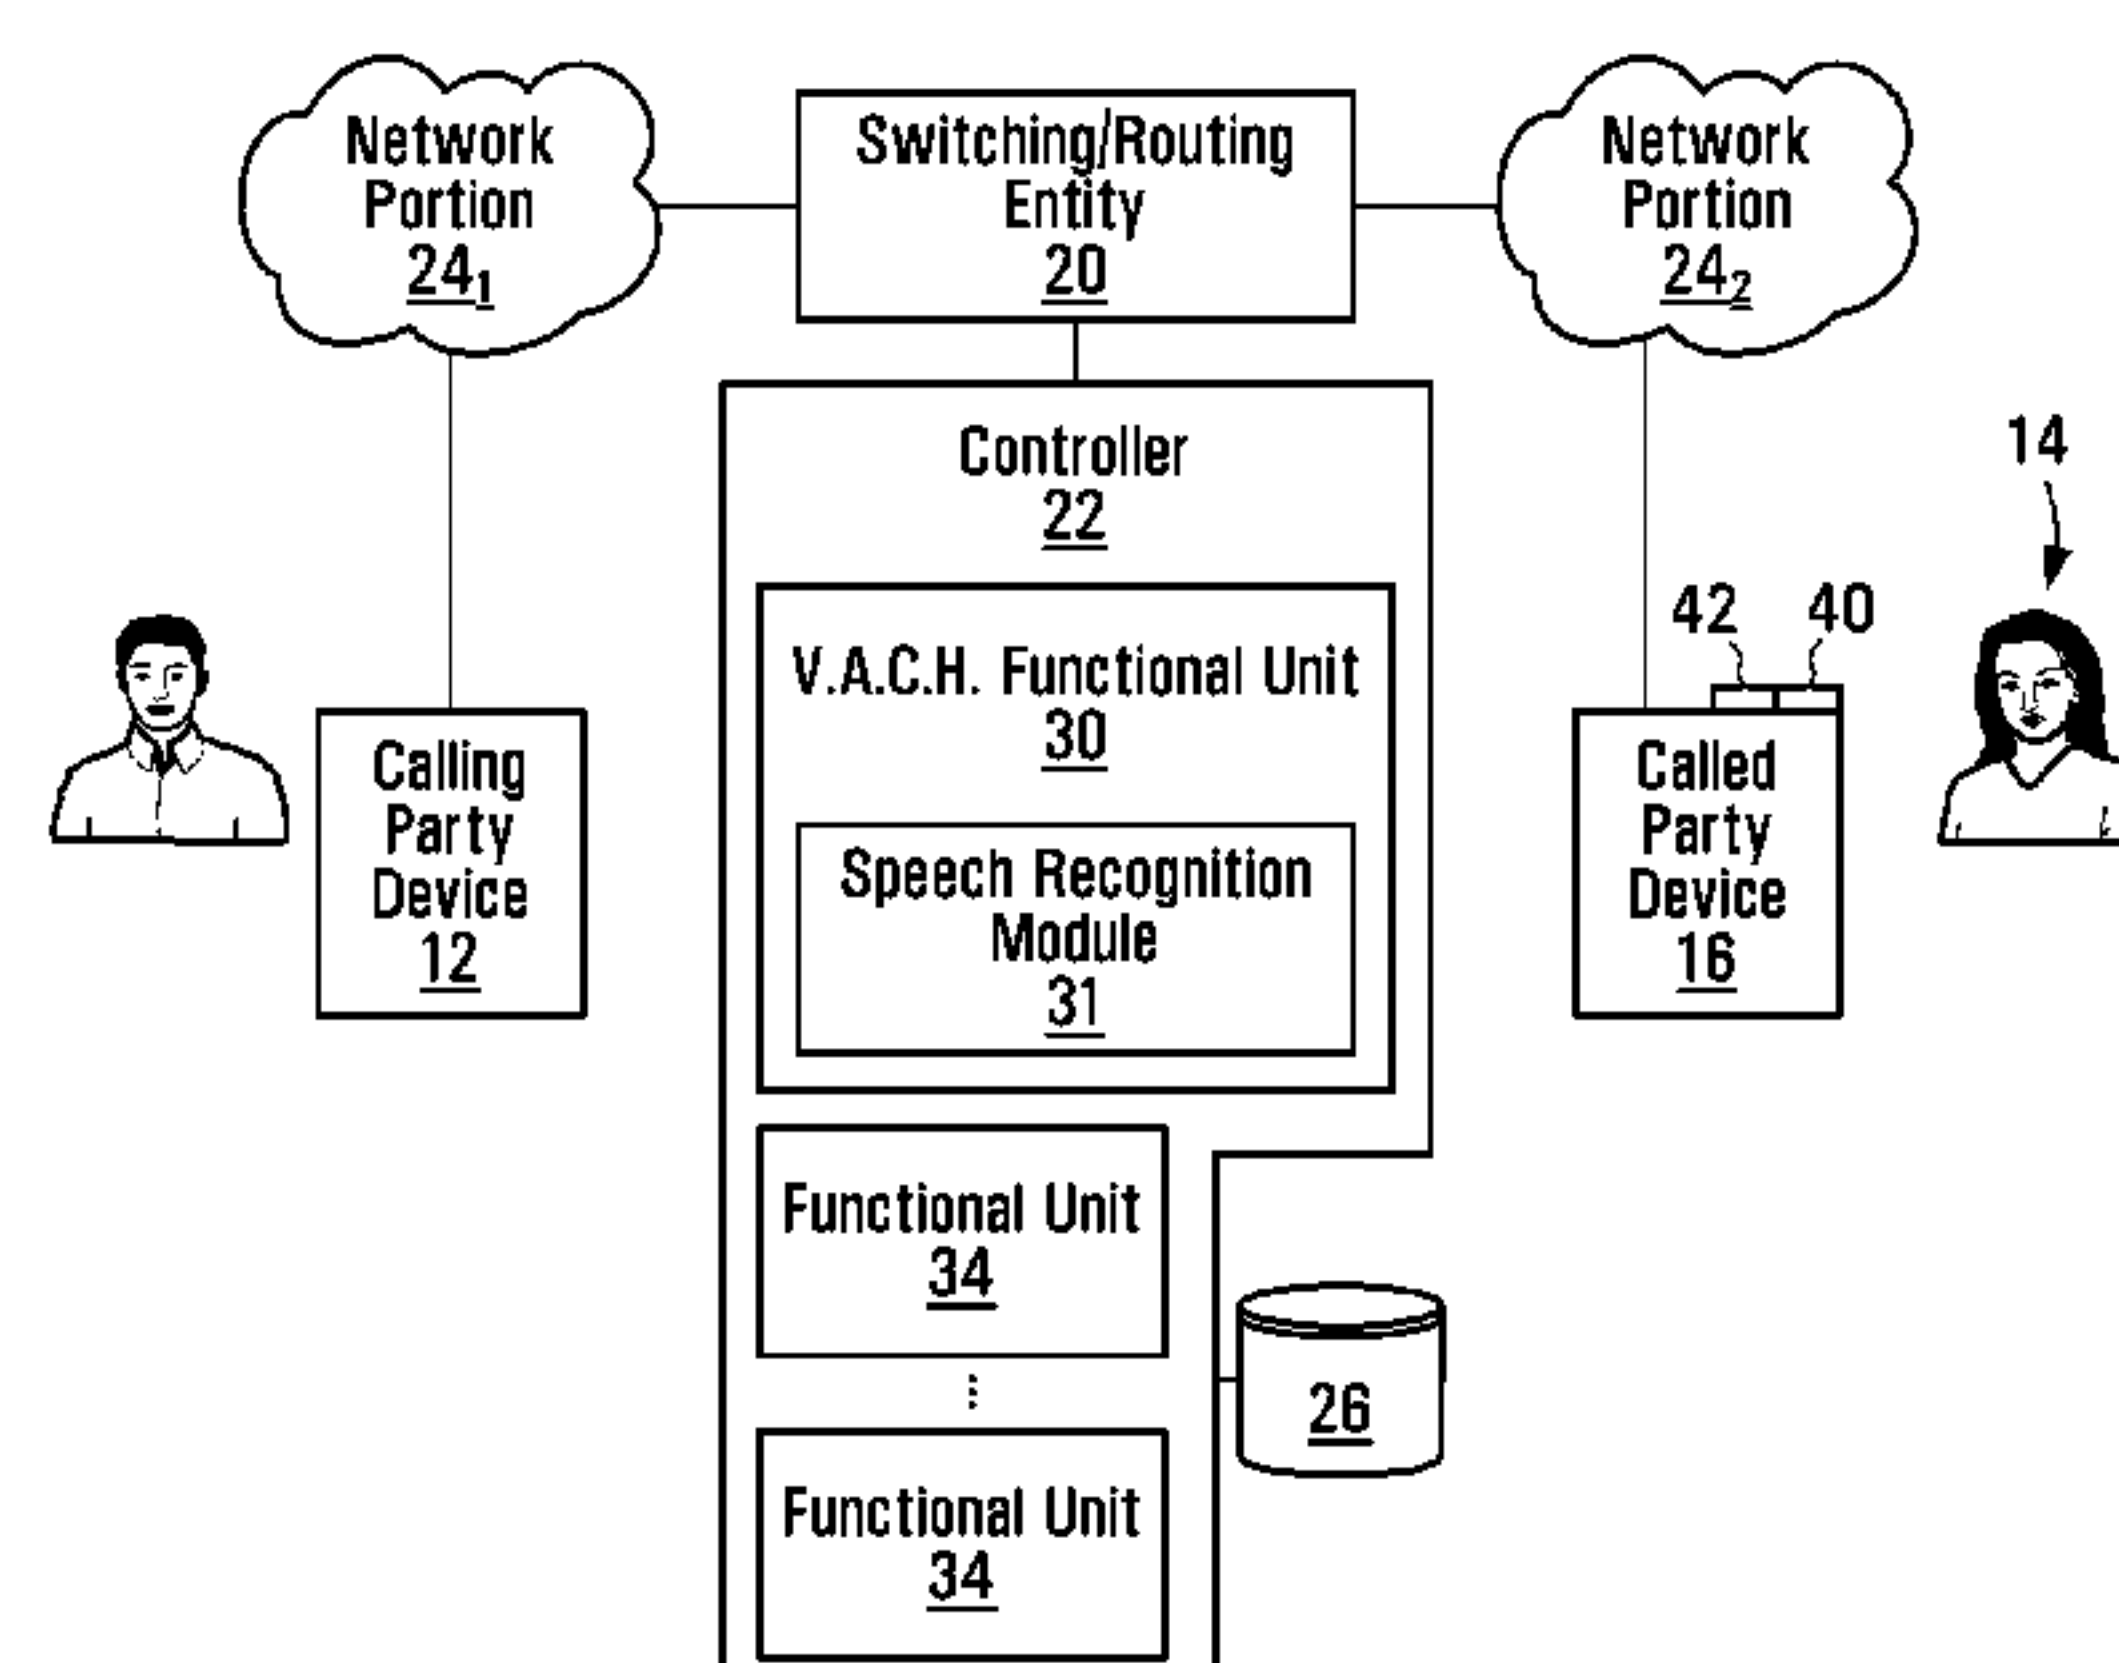 Network
Portion
24₁
Switching/Routing
Entity
20
Network
Portion
24₂
Controller
22
14
42
40
V.A.C.H. Functional Unit
30
Calling
Party
Device
12
Called
Party
Device
16
Speech Recognition
Module
31
Functional Unit
34
⋮
26
Functional Unit
34